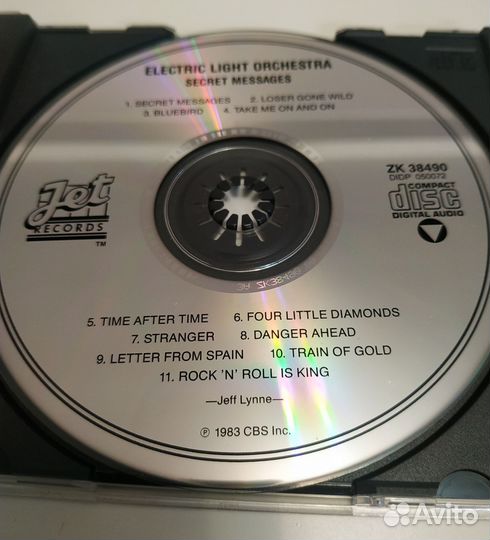 ELECTRIC LIGHT ORCHESTRA
SECRET MESSAGES
1. SECRET MESSAGES 2. LOSER GONE WILD
3. BLUEBIRD 4. TAKE ME ON AND ON
Jet
RECORDS
TM
ZK 38490
DIDP 050072
COMPACT
disc
DIGITAL AUDIO
5. TIME AFTER TIME 6. FOUR LITTLE DIAMONDS
7. STRANGER 8. DANGER AHEAD
9. LETTER FROM SPAIN 10. TRAIN OF GOLD
11. ROCK 'N' ROLL IS KING
—Jeff Lynne—
Ⓟ 1983 CBS Inc.
Avito